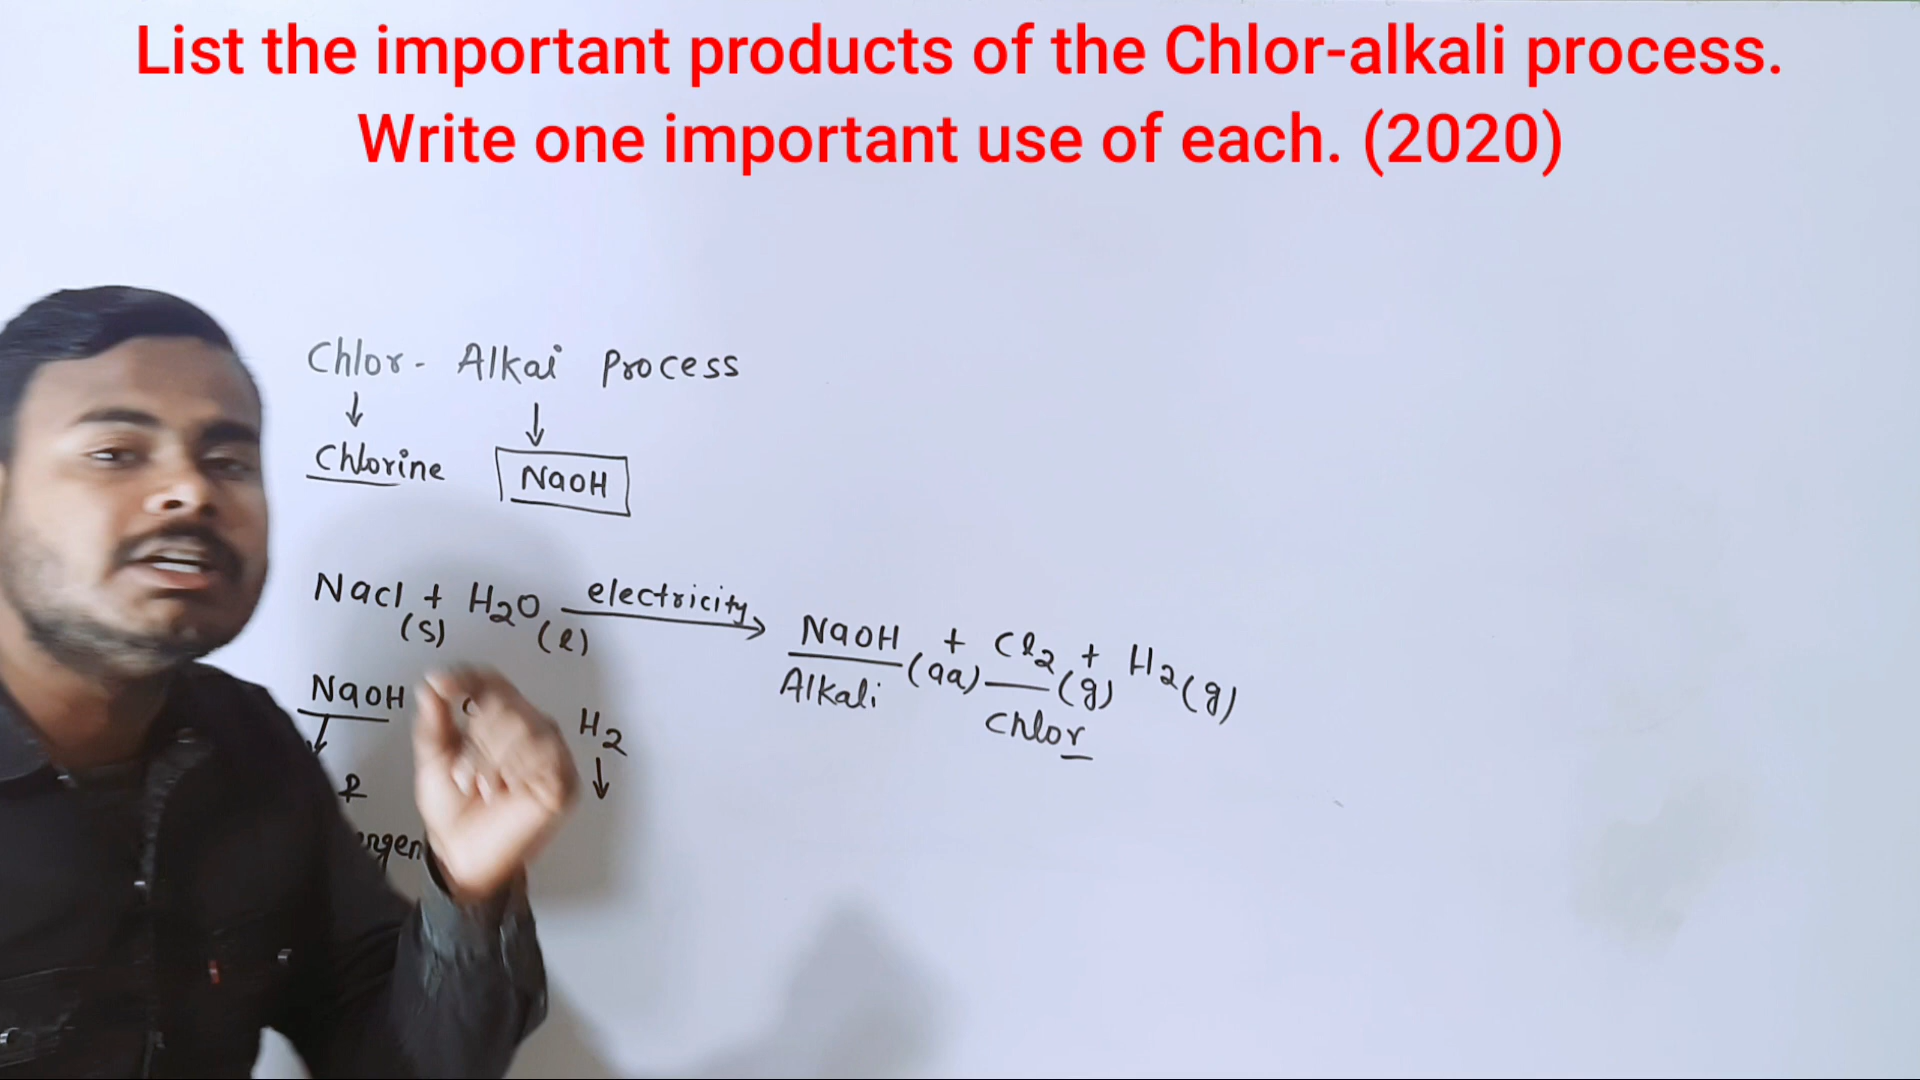 List the important products of the Chlor-alkali process.
Write one important use of each. (2020)
Chlor- Alkai Process
↓ ↓
Chlorine NaOH
NaCl + H2O electricity → NaOH + Cl2 + H2(g)
(s) (l) (aq) (g)
Alkali Chlor
NaOH H2
↓ ↓